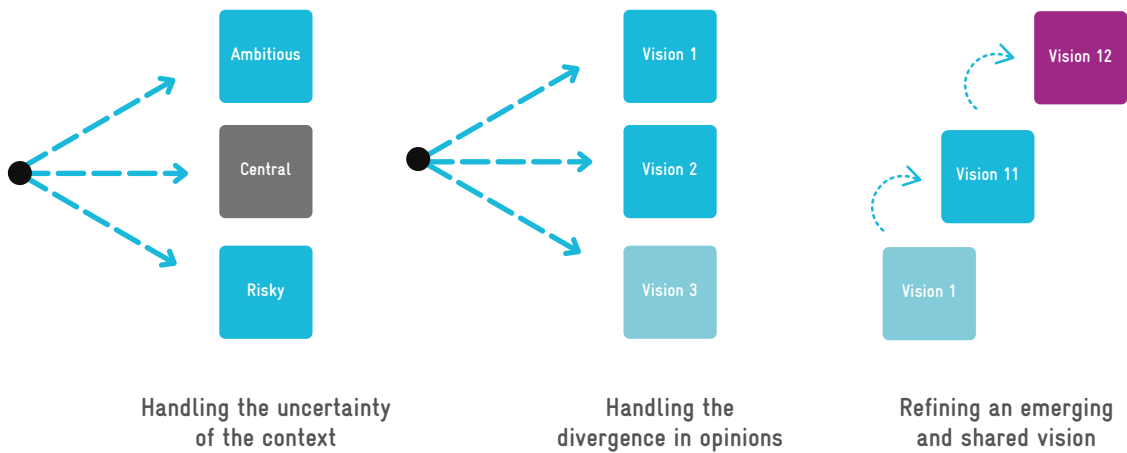 Ambitious
Central
Risky
Handling the uncertainty
of the context
Vision 1
Vision 2
Vision 3
Handling the
divergence in opinions
Vision 12
Vision 11
Vision 1
Refining an emerging
and shared vision